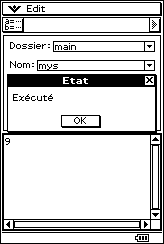 Edit
a=
b=
Dossier: main
Nom: mys
Etat
Exécuté
OK
9